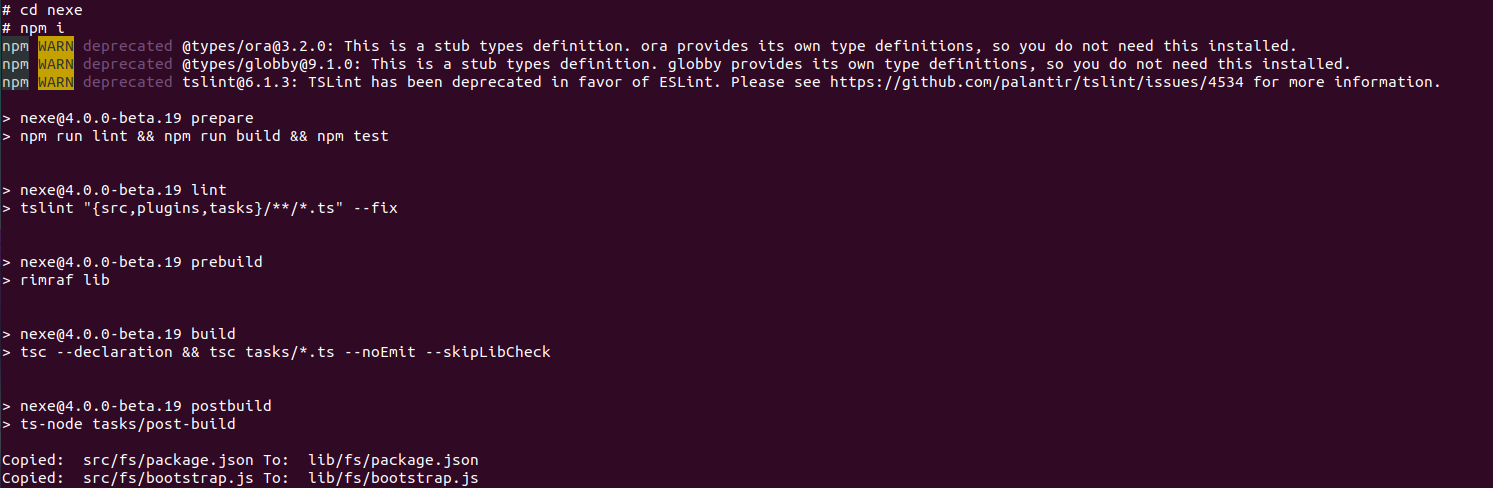 # cd nexe
# npm i
npm WARN deprecated @types/ora@3.2.0: This is a stub types definition. ora provides its own type definitions, so you do not need this installed.
npm WARN deprecated @types/globby@9.1.0: This is a stub types definition. globby provides its own type definitions, so you do not need this installed.
npm WARN deprecated tslint@6.1.3: TSLint has been deprecated in favor of ESLint. Please see https://github.com/palantir/tslint/issues/4534 for more information.
> nexe@4.0.0-beta.19 prepare
> npm run lint && npm run build && npm test
> nexe@4.0.0-beta.19 lint
> tslint "{src,plugins,tasks}/**/*.ts" --fix
> nexe@4.0.0-beta.19 prebuild
> rimraf lib
> nexe@4.0.0-beta.19 build
> tsc --declaration && tsc tasks/*.ts --noEmit --skipLibCheck
> nexe@4.0.0-beta.19 postbuild
> ts-node tasks/post-build
Copied:  src/fs/package.json To:  lib/fs/package.json
Copied:  src/fs/bootstrap.js To:  lib/fs/bootstrap.js